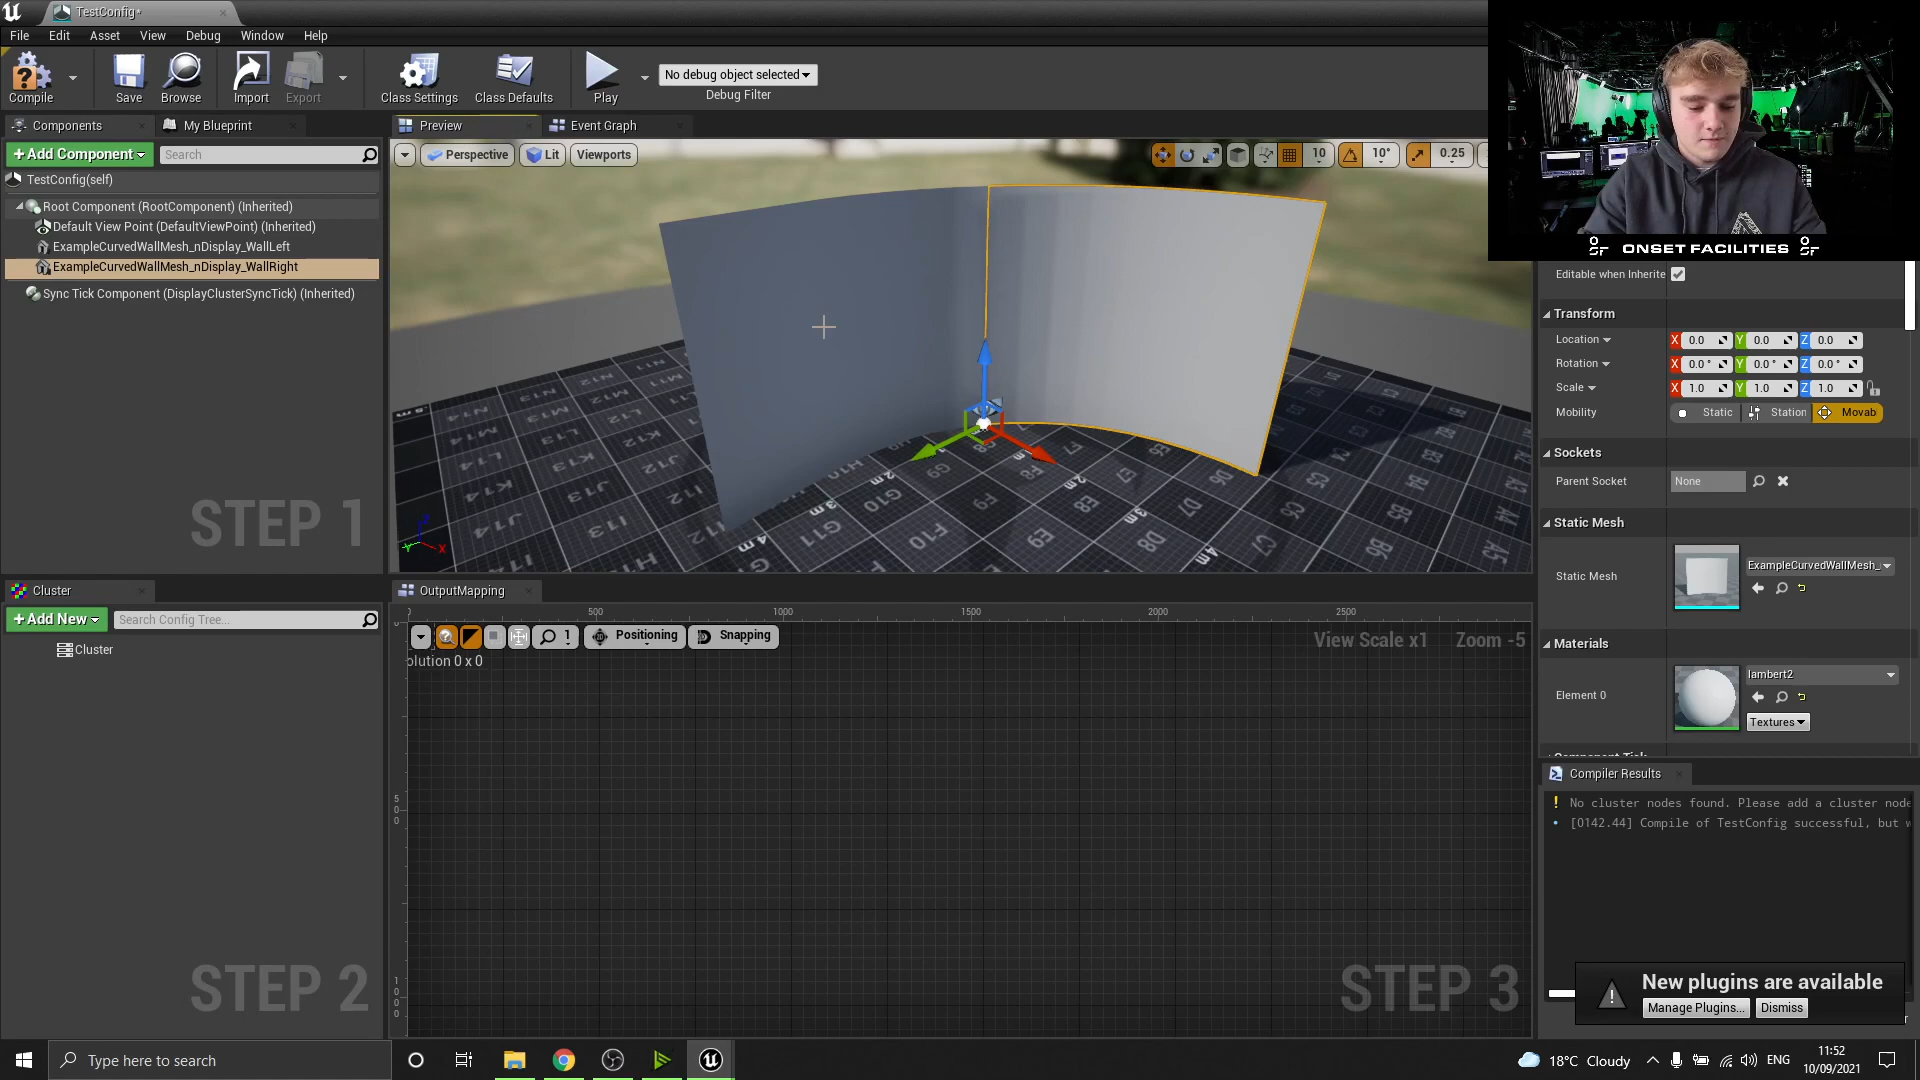 TestConfig*
File Edit Asset View Debug Window Help
Compile Save Browse Import Export Class Settings Class Defaults Play No debug object selected
Debug Filter
Components My Blueprint Preview Event Graph
+Add Component Search
Perspective Lit Viewports 10 10° 0.25
TestConfig(self)
Root Component (RootComponent) (Inherited)
Default View Point (DefaultViewPoint) (Inherited)
ExampleCurvedWallMesh_nDisplay_WallLeft
ExampleCurvedWallMesh_nDisplay_WallRight
Sync Tick Component (DisplayClusterSyncTick) (Inherited)
STEP 1
ONSET FACILITIES
Editable when Inherite
Transform
Location X 0.0 Y 0.0 Z 0.0
Rotation X 0.0° Y 0.0° Z 0.0°
Scale X 1.0 Y 1.0 Z 1.0
Mobility Static Station Movab
Sockets
Parent Socket None
Static Mesh
Static Mesh ExampleCurvedWallMesh_
Materials
Element 0 lambert2
Textures
Cluster
+Add New Search Config Tree...
Cluster
STEP 2
OutputMapping
500 1000 1500 2000 2500
1 Positioning Snapping View Scale x1 Zoom -5
olution 0 x 0
STEP 3
Compiler Results
! No cluster nodes found. Please add a cluster node
• [0142.44] Compile of TestConfig successful, but w
New plugins are available
Manage Plugins... Dismiss
Type here to search
18°C Cloudy ENG 11:52
10/09/2021